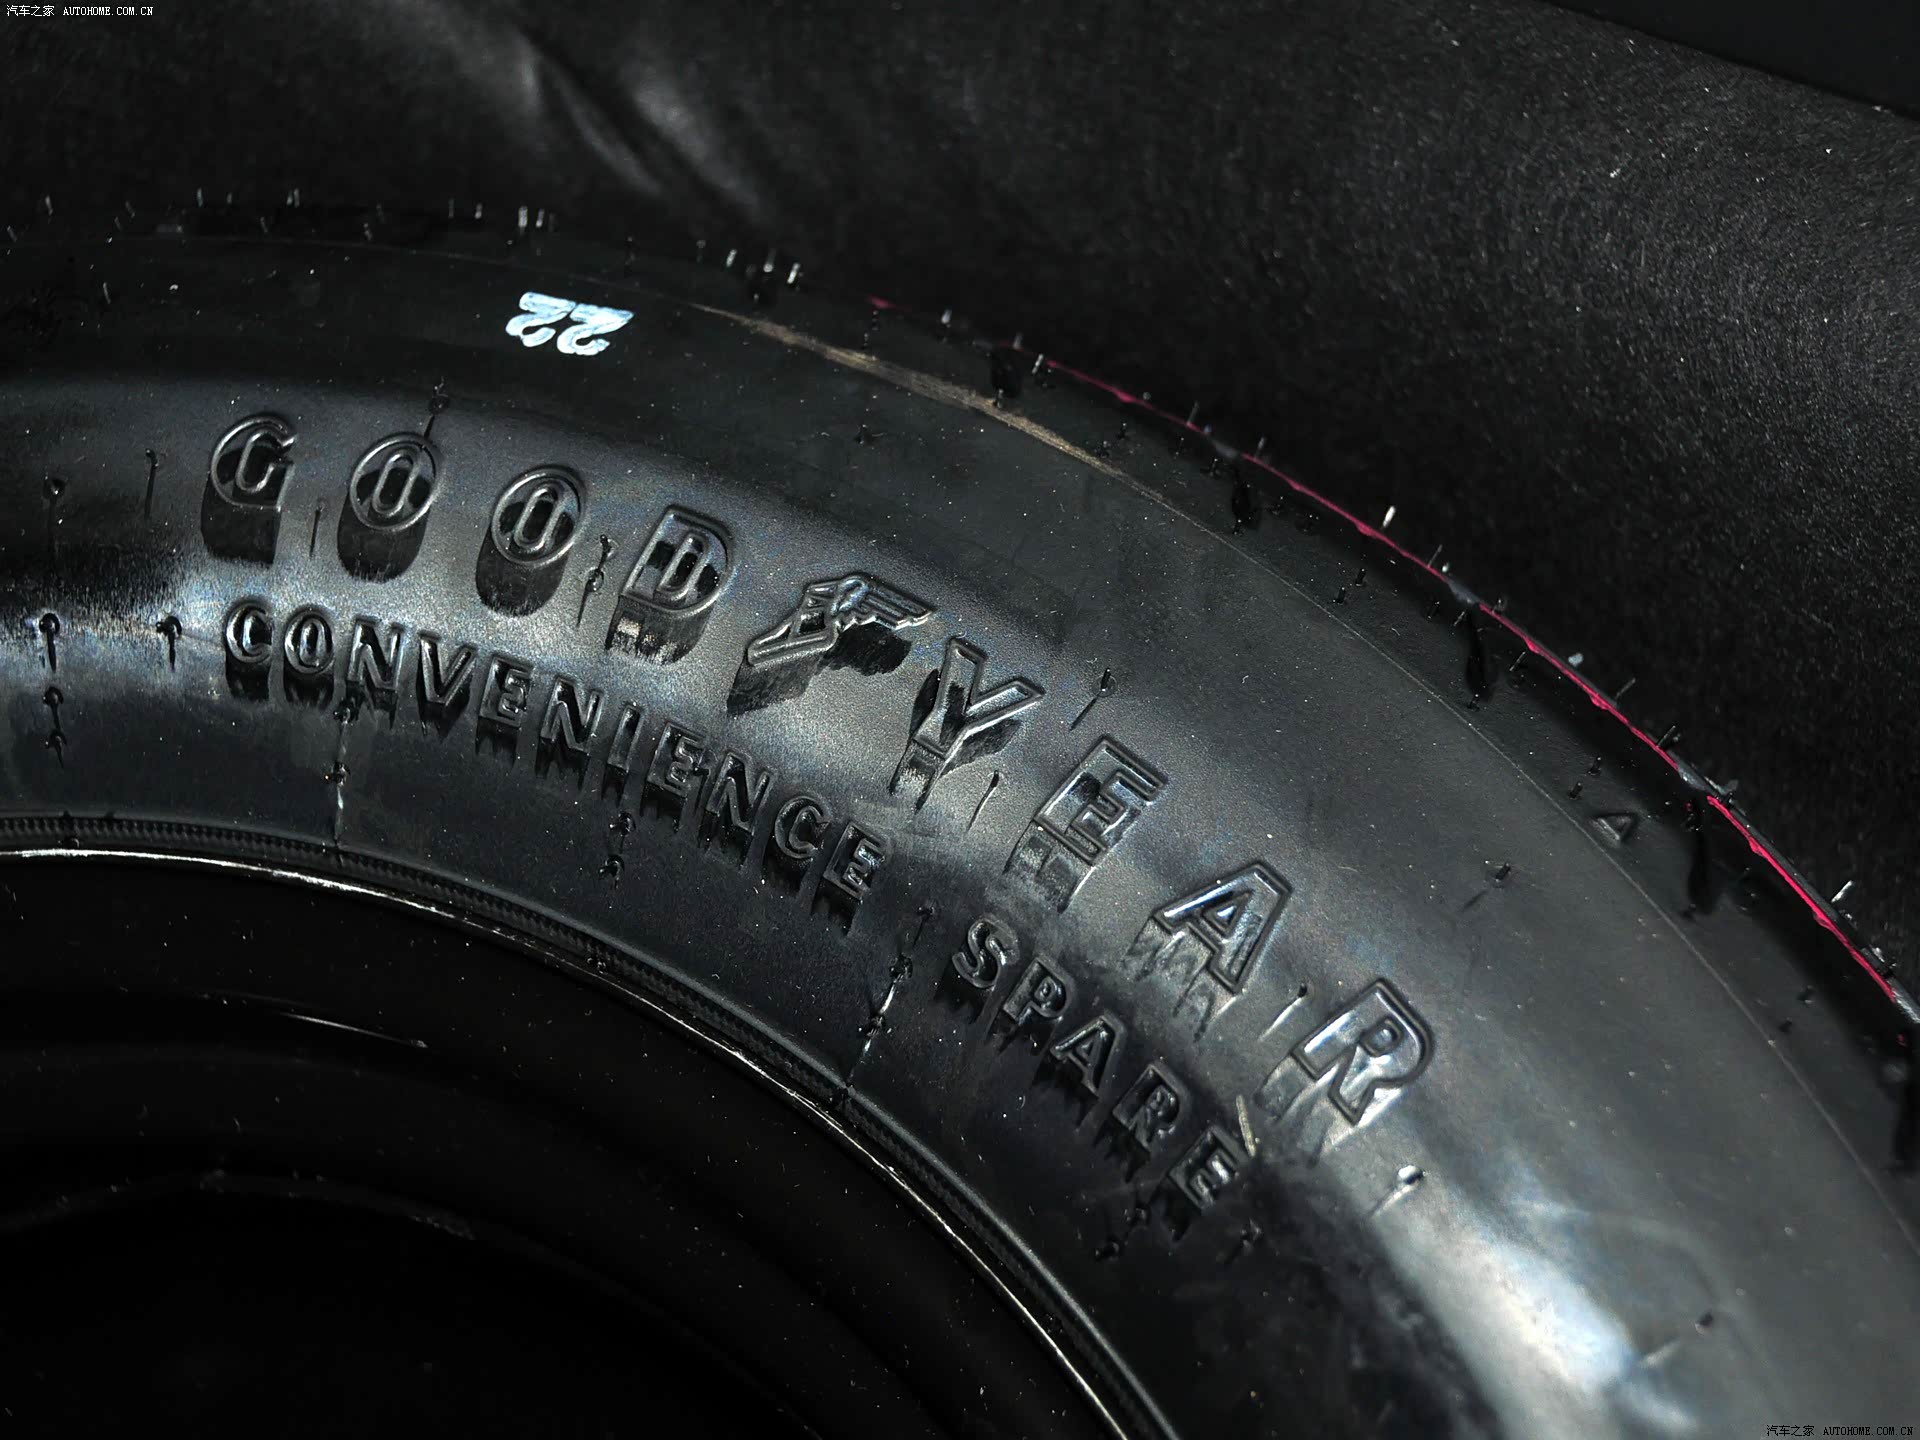 汽车之家 AUTOHOME.COM.CN
22
GOODYEAR
CONVENIENCE SPARE
汽车之家 AUTOHOME.COM.CN